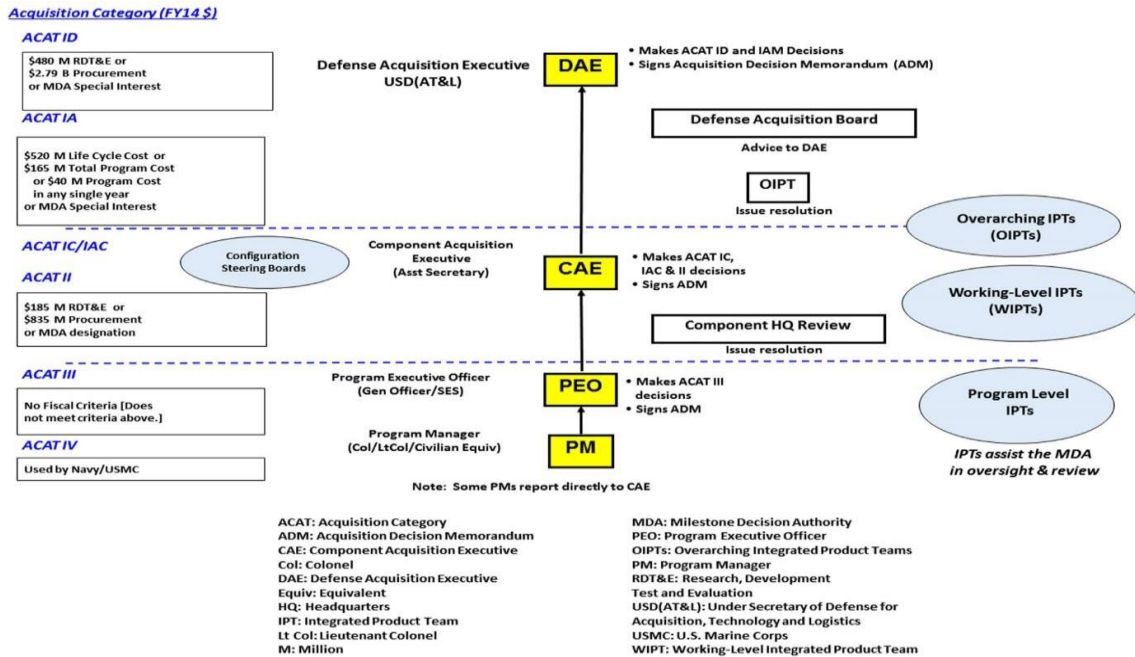 Acquisition Category (FY14 $)
ACAT ID
$480 M RDT&E or
$2.79 B Procurement
or MDA Special Interest
ACAT IA
$520 M Life Cycle Cost or
$165 M Total Program Cost
or $40 M Program Cost
in any single year
or MDA Special Interest
ACAT IC/IAC
ACAT II
$185 M RDT&E or
$835 M Procurement
or MDA designation
ACAT III
No Fiscal Criteria [Does
not meet criteria above.]
ACAT IV
Used by Navy/USMC
Configuration
Steering Boards
Defense Acquisition Executive
USD(AT&L)
DAE
• Makes ACAT ID and IAM Decisions
• Signs Acquisition Decision Memorandum (ADM)
Defense Acquisition Board
Advice to DAE
OIPT
Issue resolution
Overarching IPTs
(OIPTs)
Component Acquisition
Executive
(Asst Secretary)
CAE
• Makes ACAT IC,
IAC & II decisions
• Signs ADM
Working-Level IPTs
(WIPTs)
Component HQ Review
Issue resolution
Program Executive Officer
(Gen Officer/SES)
PEO
• Makes ACAT III
decisions
• Signs ADM
Program Level
IPTs
Program Manager
(Col/LtCol/Civilian Equiv)
PM
IPTs assist the MDA
in oversight & review
Note: Some PMs report directly to CAE
ACAT: Acquisition Category
ADM: Acquisition Decision Memorandum
CAE: Component Acquisition Executive
Col: Colonel
DAE: Defense Acquisition Executive
Equiv: Equivalent
HQ: Headquarters
IPT: Integrated Product Team
Lt Col: Lieutenant Colonel
M: Million
MDA: Milestone Decision Authority
PEO: Program Executive Officer
OIPTs: Overarching Integrated Product Teams
PM: Program Manager
RDT&E: Research, Development
Test and Evaluation
USD(AT&L): Under Secretary of Defense for
Acquisition, Technology and Logistics
USMC: U.S. Marine Corps
WIPT: Working-Level Integrated Product Team